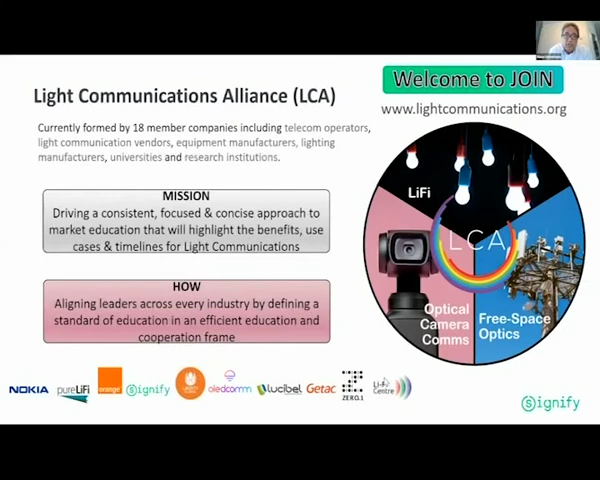 Welcome to JOIN
Light Communications Alliance (LCA)
www.lightcommunications.org
Currently formed by 18 member companies including telecom operators,
light communication vendors, equipment manufacturers, lighting
manufacturers, universities and research institutions.
MISSION
Driving a consistent, focused & concise approach to
market education that will highlight the benefits, use
cases & timelines for Light Communications
HOW
Aligning leaders across every industry by defining a
standard of education in an efficient education and
cooperation frame
LiFi
LCA
Optical
Camera
Comms
Free-Space
Optics
NOKIA
pureLiFi
orange
Signify
oledcomm
Lucibel
Getac
ZERO.1
Li-Fi
Centre
Signify